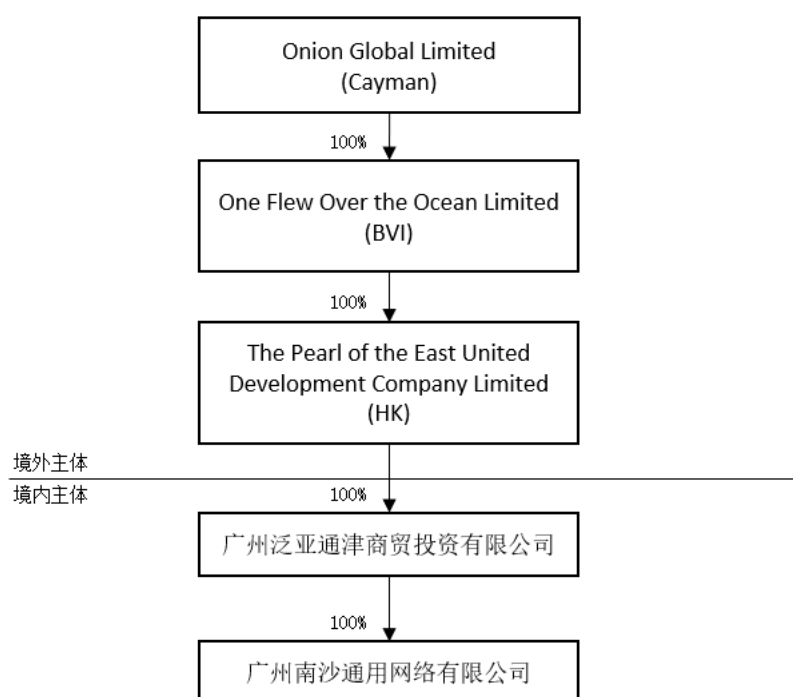 Onion Global Limited
(Cayman)
100%
One Flew Over the Ocean Limited
(BVI)
100%
The Pearl of the East United
Development Company Limited
(HK)
境外主体
境内主体
100%
广州泛亚通津商贸投资有限公司
100%
广州南沙通用网络有限公司